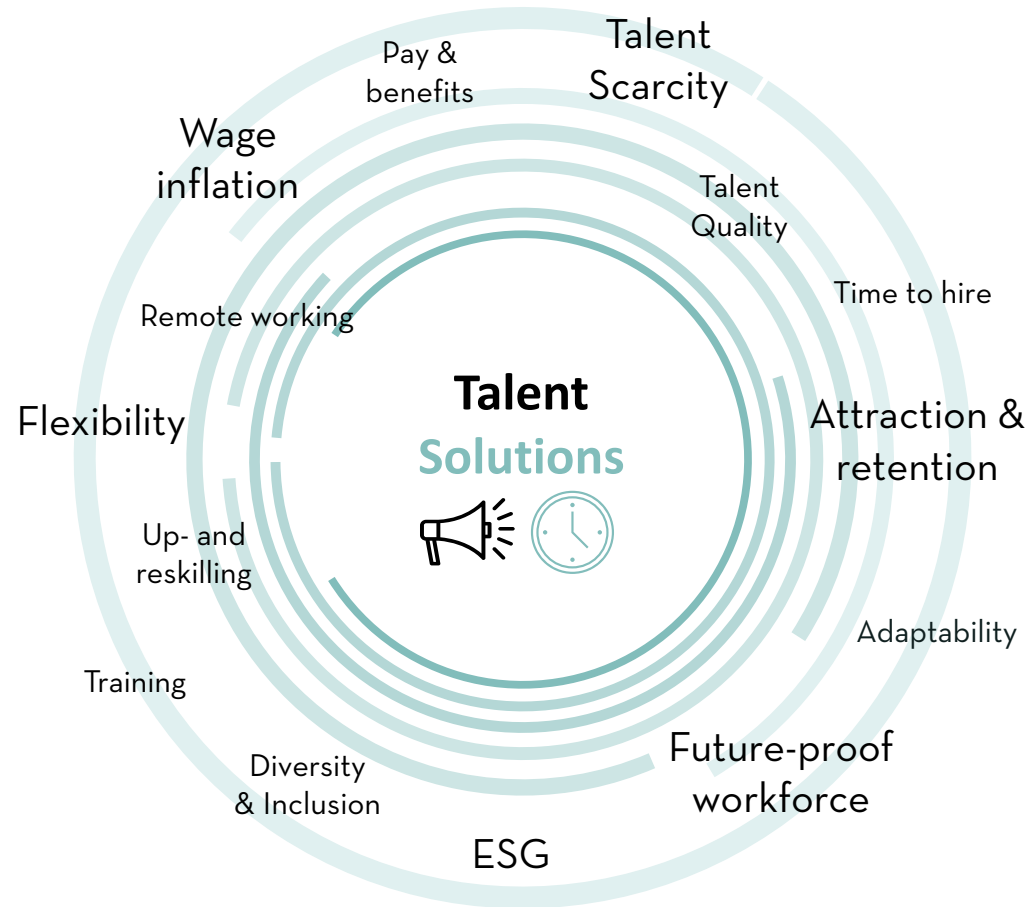 Talent
Scarcity
Pay &
benefits
Wage
inflation
Talent
Quality
Time to hire
Remote working
Talent
Solutions
Flexibility
Attraction &
retention
Up- and
reskilling
Adaptability
Training
Future-proof
workforce
Diversity
& Inclusion
ESG